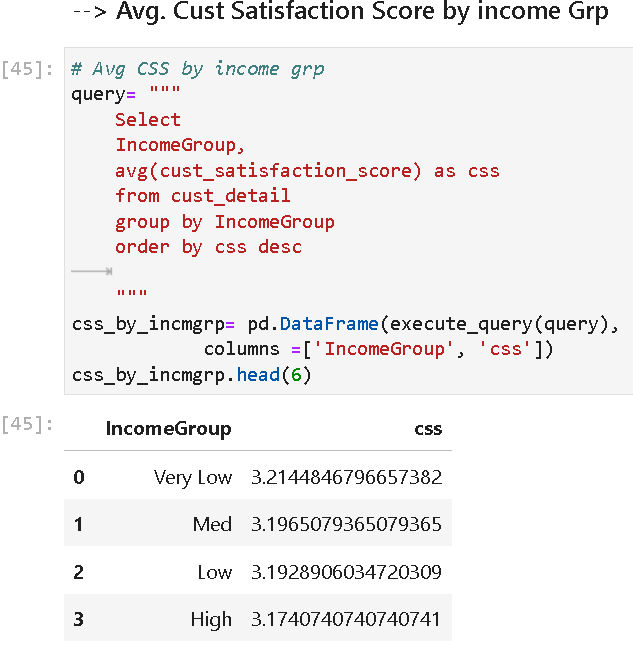 --> Avg. Cust Satisfaction Score by income Grp
[45]:
# Avg CSS by income grp
query= """
Select
IncomeGroup,
avg(cust_satisfaction_score) as css
from cust_detail
group by IncomeGroup
order by css desc
"""
css_by_incmgrp= pd.DataFrame(execute_query(query),
columns =['IncomeGroup', 'css'])
css_by_incmgrp.head(6)
[45]:
IncomeGroup css
0 Very Low 3.2144846796657382
1 Med 3.1965079365079365
2 Low 3.1928906034720309
3 High 3.1740740740740741